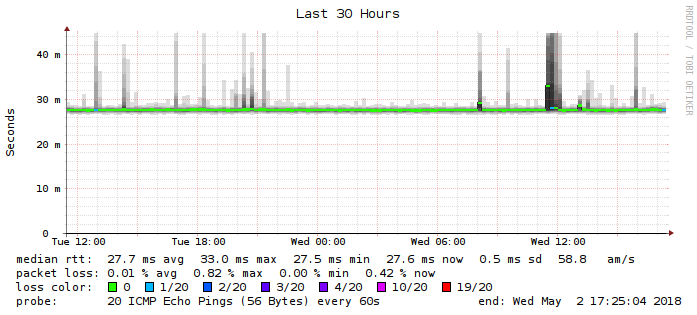 Last 30 Hours
RRDTOOL / TOBI OETIKER
Seconds
40 m
30 m
20 m
10 m
0
Tue 12:00 Tue 18:00 Wed 00:00 Wed 06:00 Wed 12:00
median rtt: 27.7 ms avg 33.0 ms max 27.5 ms min 27.6 ms now 0.5 ms sd 58.8 am/s
packet loss: 0.01 % avg 0.82 % max 0.00 % min 0.42 % now
loss color: 0 1/20 2/20 3/20 4/20 10/20 19/20
probe: 20 ICMP Echo Pings (56 Bytes) every 60s end: Wed May 2 17:25:04 2018